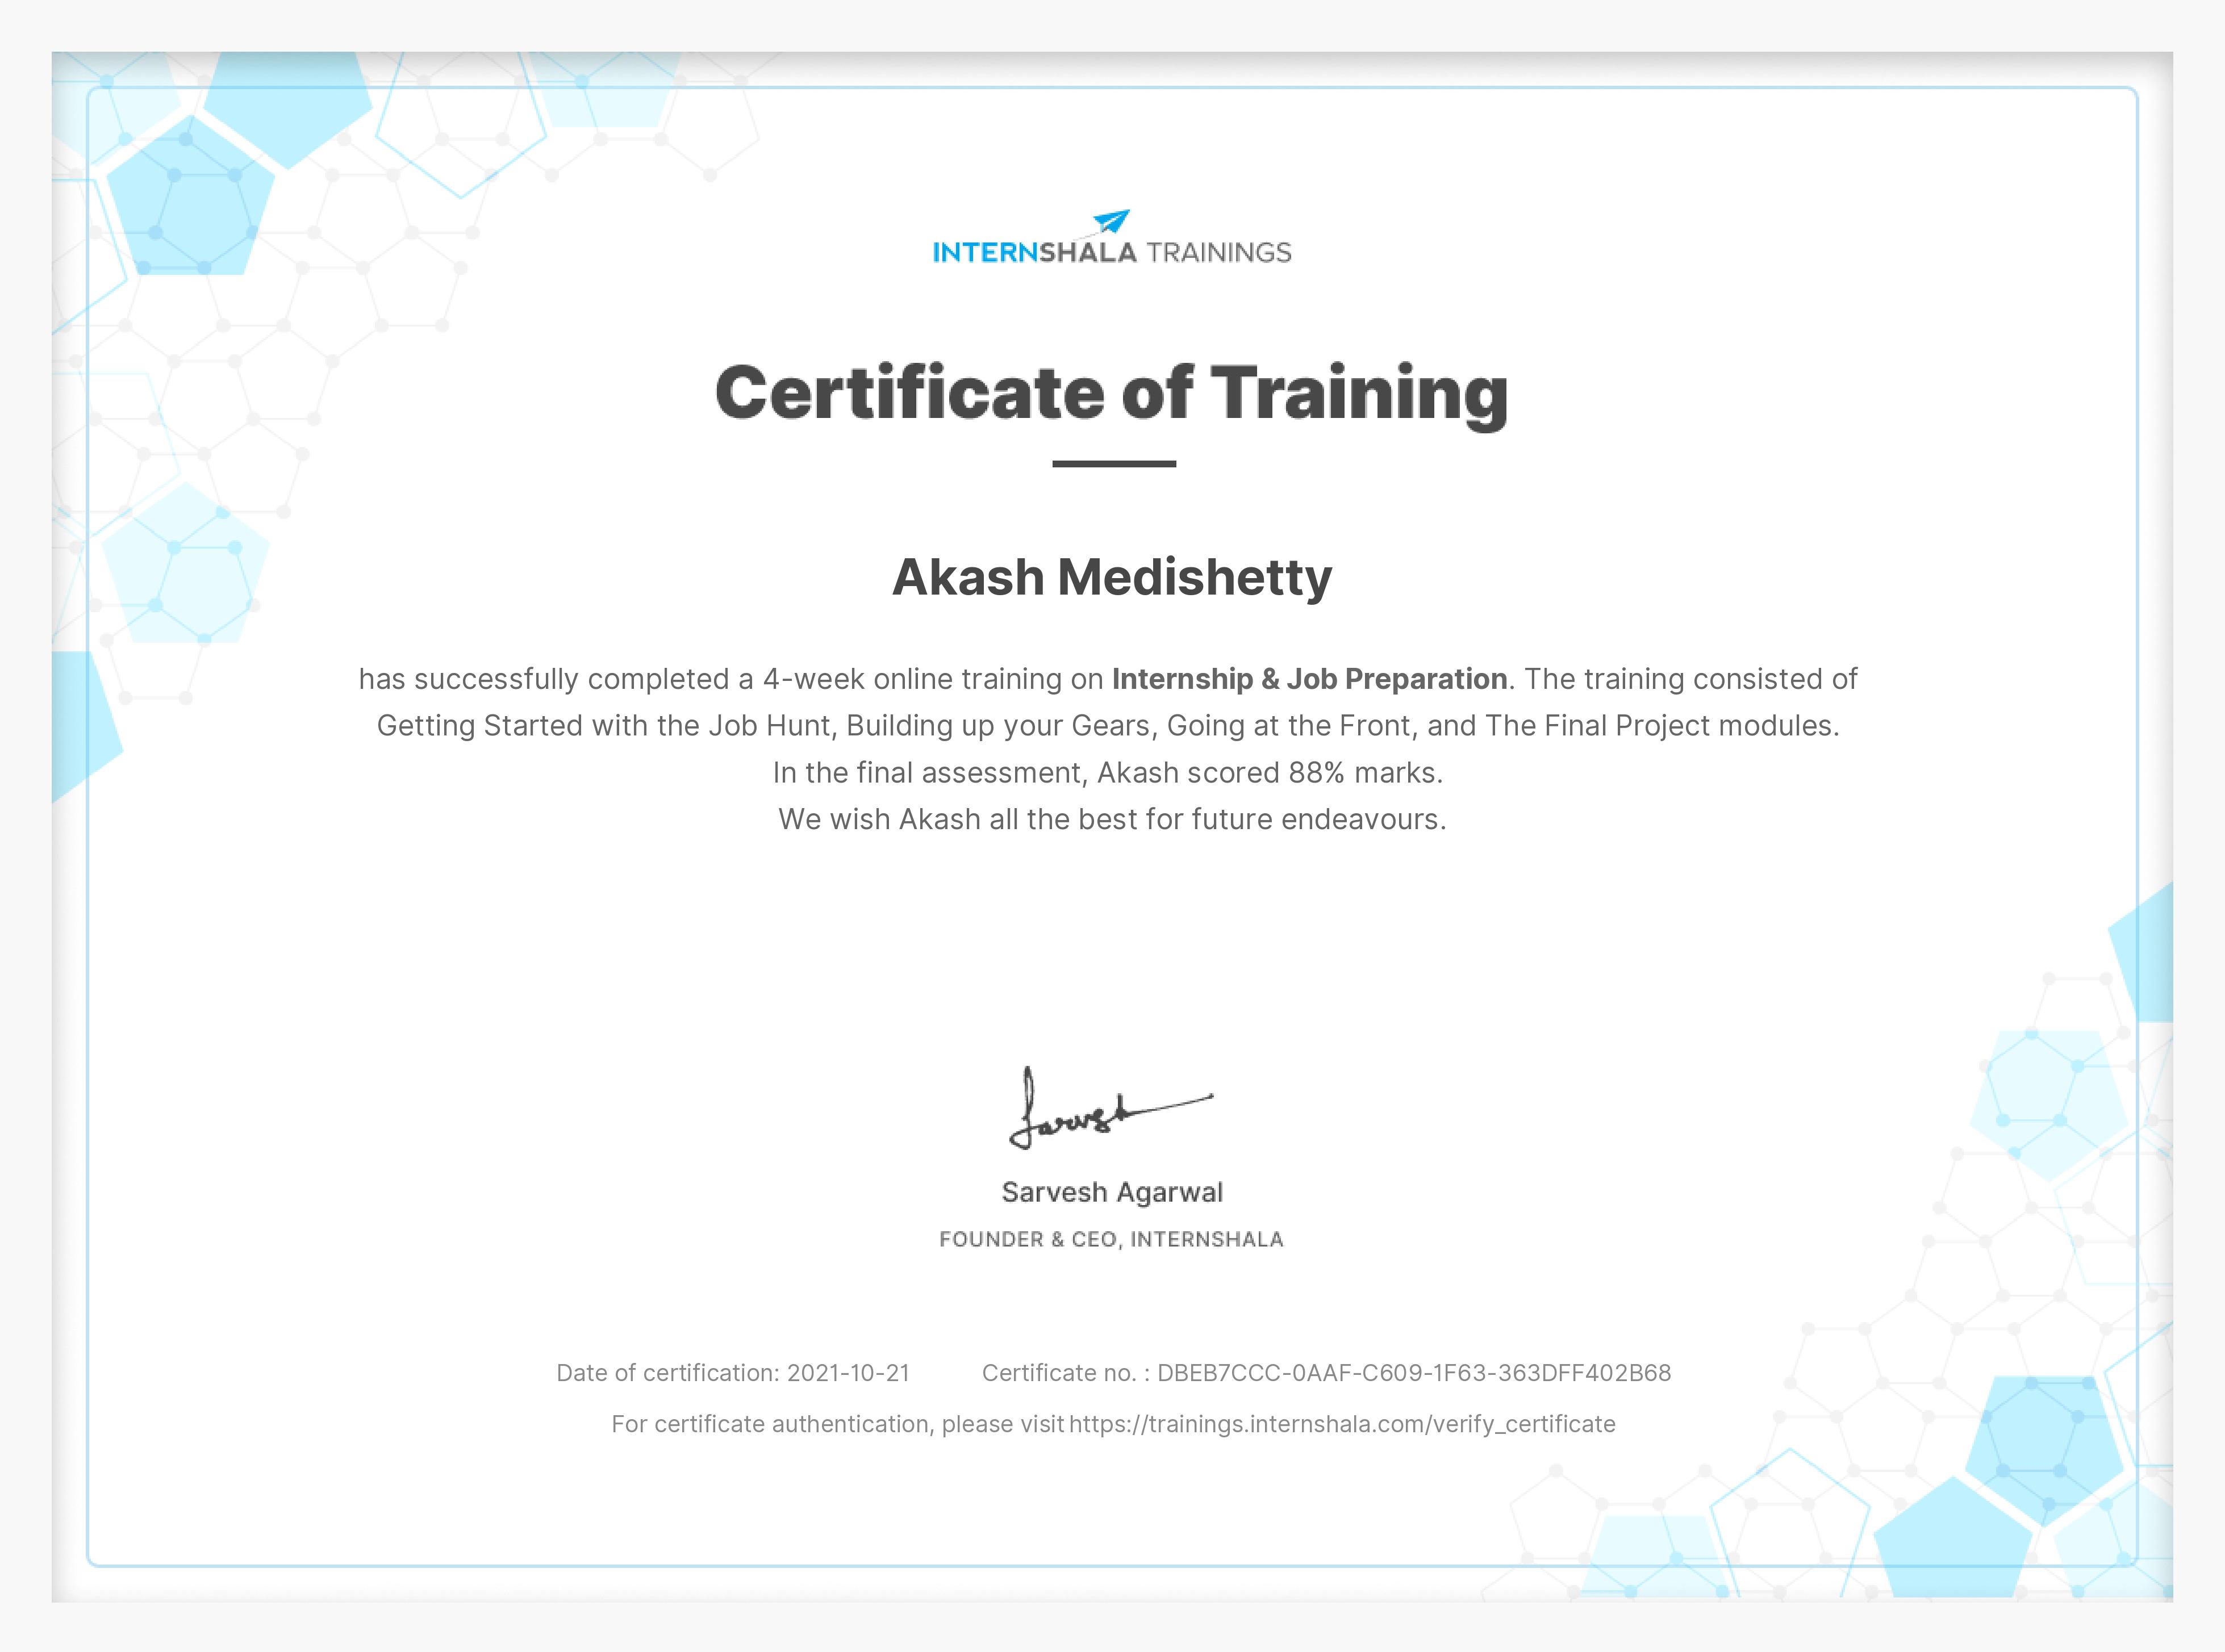 INTERNSHALA TRAININGS
Certificate of Training
Akash Medishetty
has successfully completed a 4-week online training on Internship & Job Preparation. The training consisted of
Getting Started with the Job Hunt, Building up your Gears, Going at the Front, and The Final Project modules.
In the final assessment, Akash scored 88% marks.
We wish Akash all the best for future endeavours.
Sarvesh
Sarvesh Agarwal
FOUNDER & CEO, INTERNSHALA
Date of certification: 2021-10-21 Certificate no. : DBEB7CCC-0AAF-C609-1F63-363DFF402B68
For certificate authentication, please visit https://trainings.internshala.com/verify_certificate